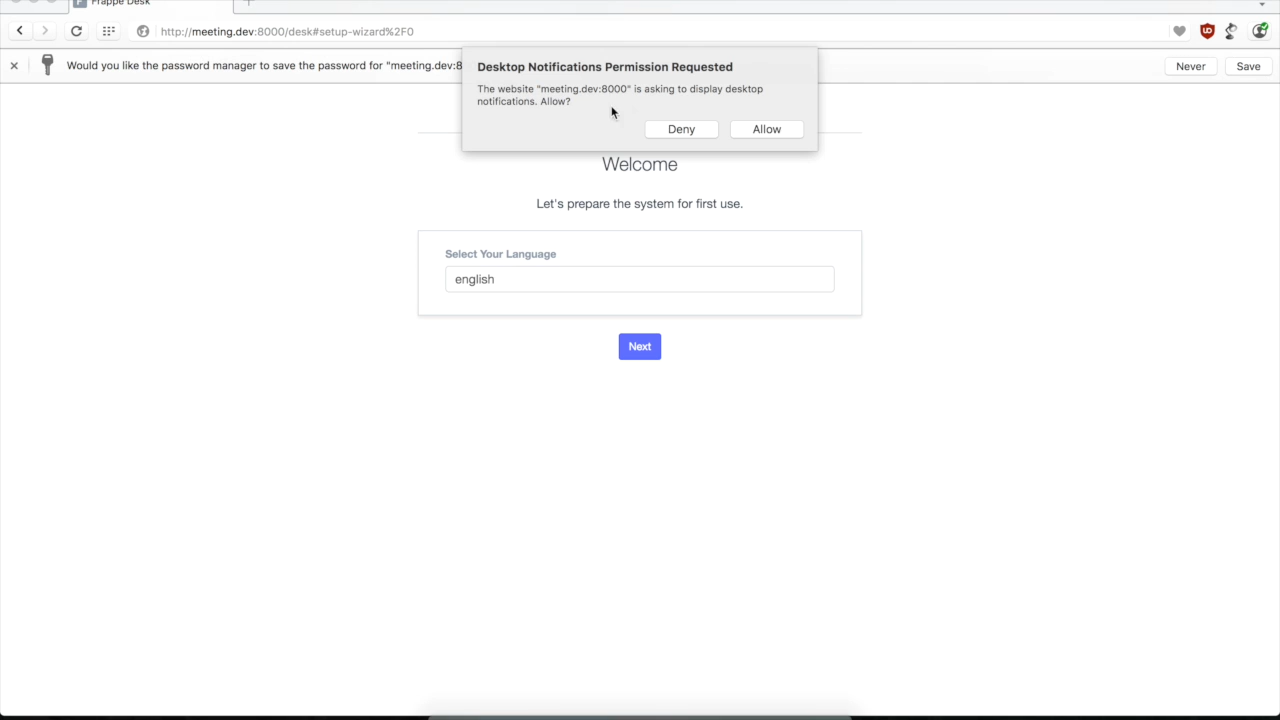 Frappe Desk
http://meeting.dev:8000/desk#setup-wizard%2F0
Would you like the password manager to save the password for "meeting.dev:8
Never
Save
Desktop Notifications Permission Requested
The website "meeting.dev:8000" is asking to display desktop
notifications. Allow?
Deny
Allow
Welcome
Let's prepare the system for first use.
Select Your Language
english
Next